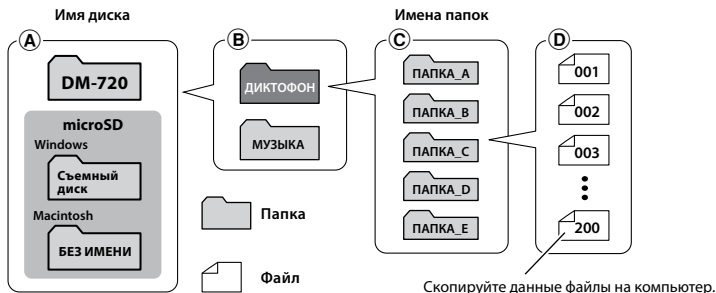 Имя диска
Имена папок
A
DM-720
microSD
Windows
Съемный
диск
Macintosh
БЕЗ ИМЕНИ
B
ДИКТОФОН
МУЗЫКА
Папка
Файл
C
ПАПКА_A
ПАПКА_B
ПАПКА_C
ПАПКА_D
ПАПКА_E
D
001
002
003
200
Скопируйте данные файлы на компьютер.